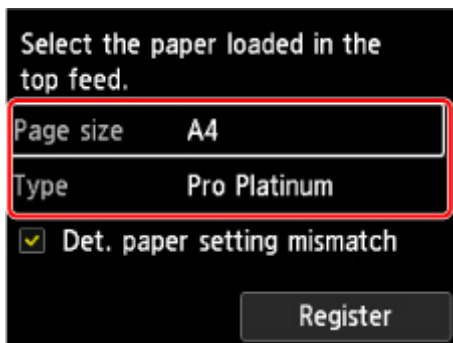 Select the paper loaded in the
top feed.
Page size A4
Type Pro Platinum
Det. paper setting mismatch
Register